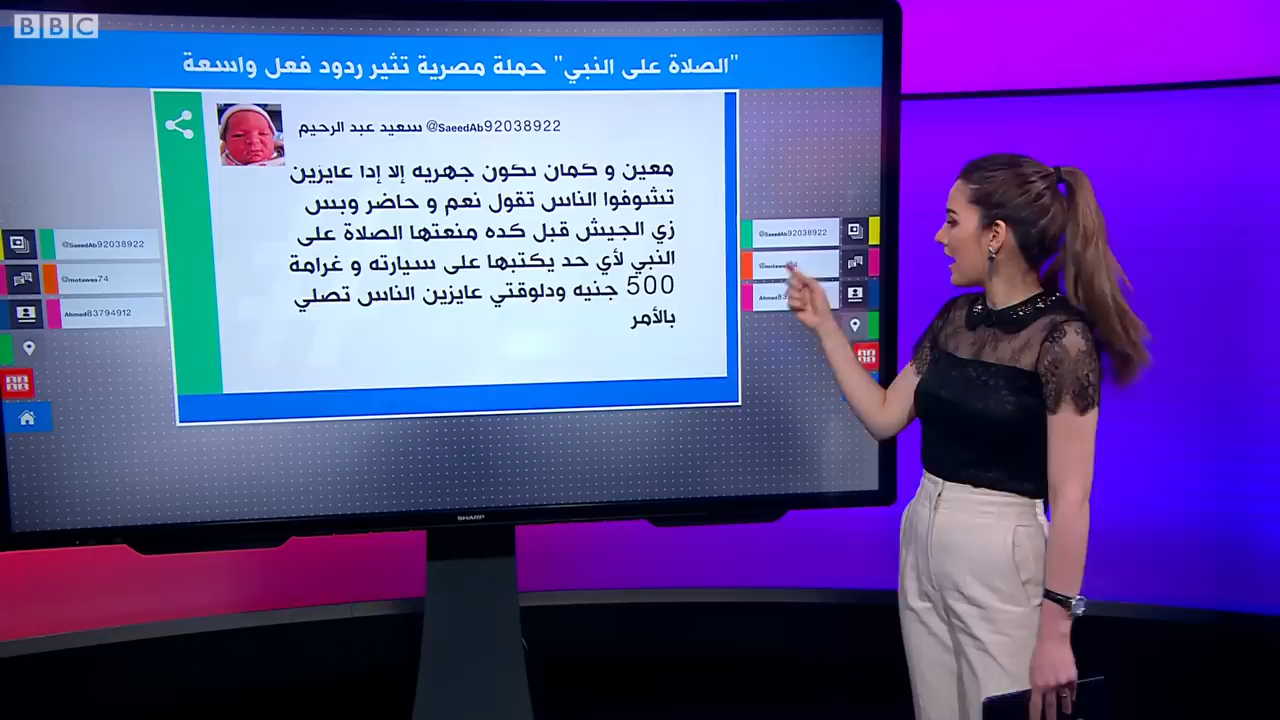 BBC
"الصلاة على النبي" حملة مصرية تثير ردود فعل واسعة
سعيد عبد الرحيم @SaeedAb92038922
معين و كمان تكون جهريه إلا إذا عايزين
تشوفوا الناس تقول نعم و حاضر وبس
زي الجيش قبل كده منعتها الصلاة على
النبي لأي حد يكتبها على سيارته و غرامة
500 جنيه ودلوقتي عايزين الناس تصلي
بالأمر
@SaeedAb92038922
@motawea74
Ahmad83794912
@SaeedAb92038922
SHARP